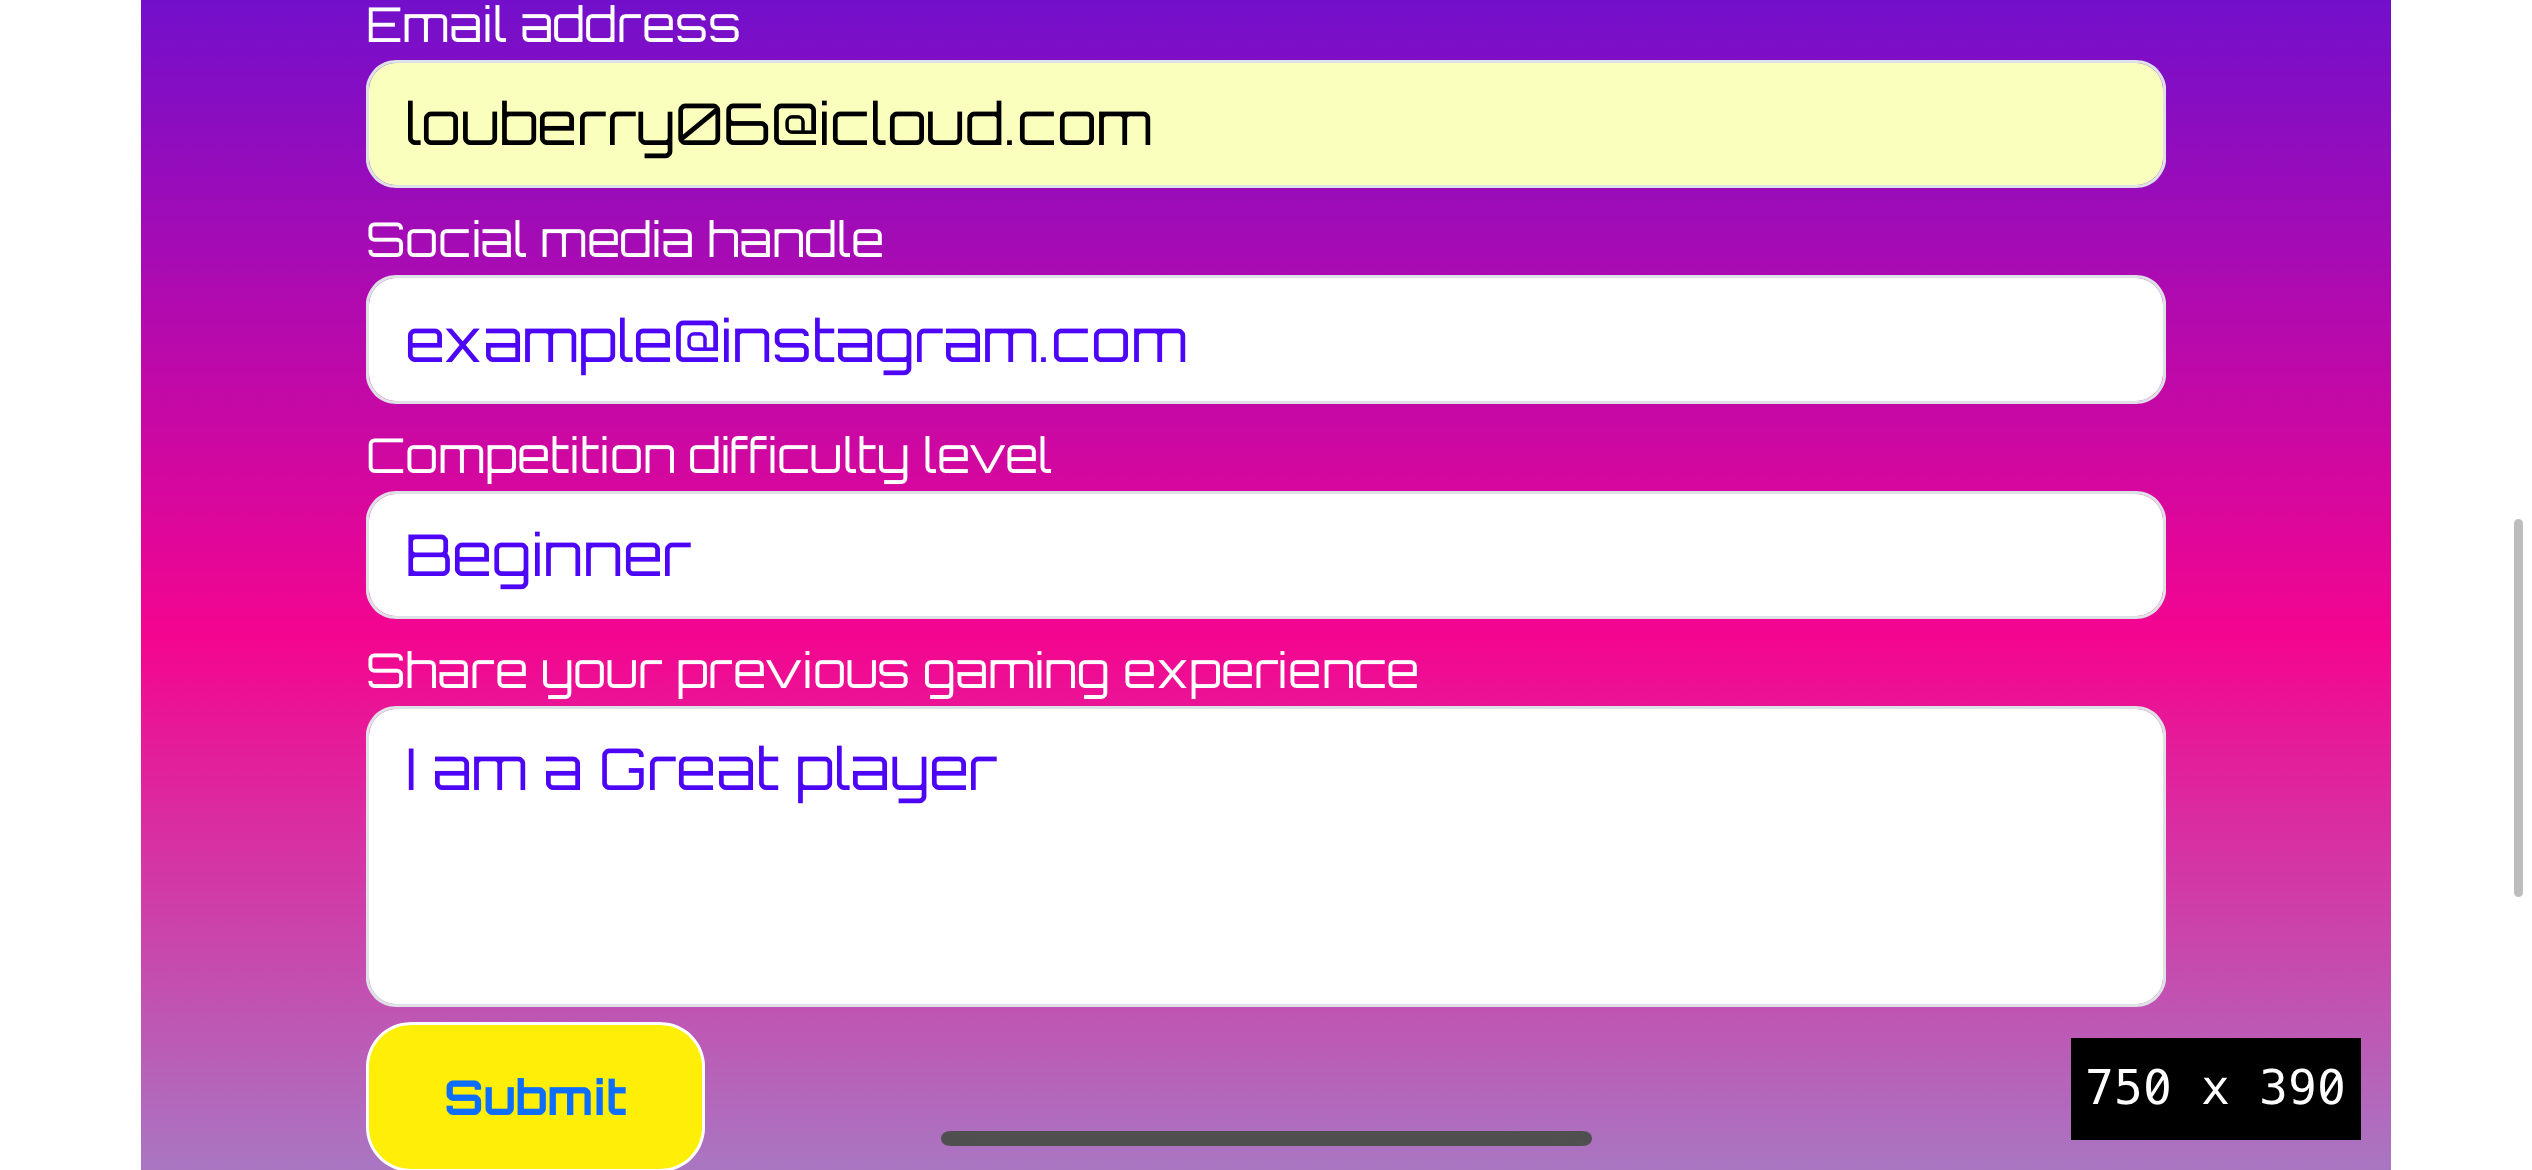 Email address
louberry06@icloud.com
Social media handle
example@instagram.com
Competition difficulty level
Beginner
Share your previous gaming experience
I am a Great player
Submit
750 x 390